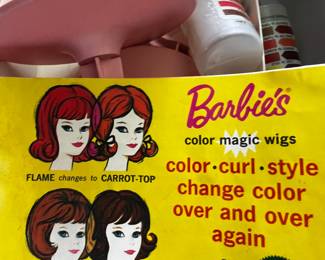 Barbie's
color magic wigs
FLAME changes to CARROT-TOP
color·curl·style
change color
over and over
again